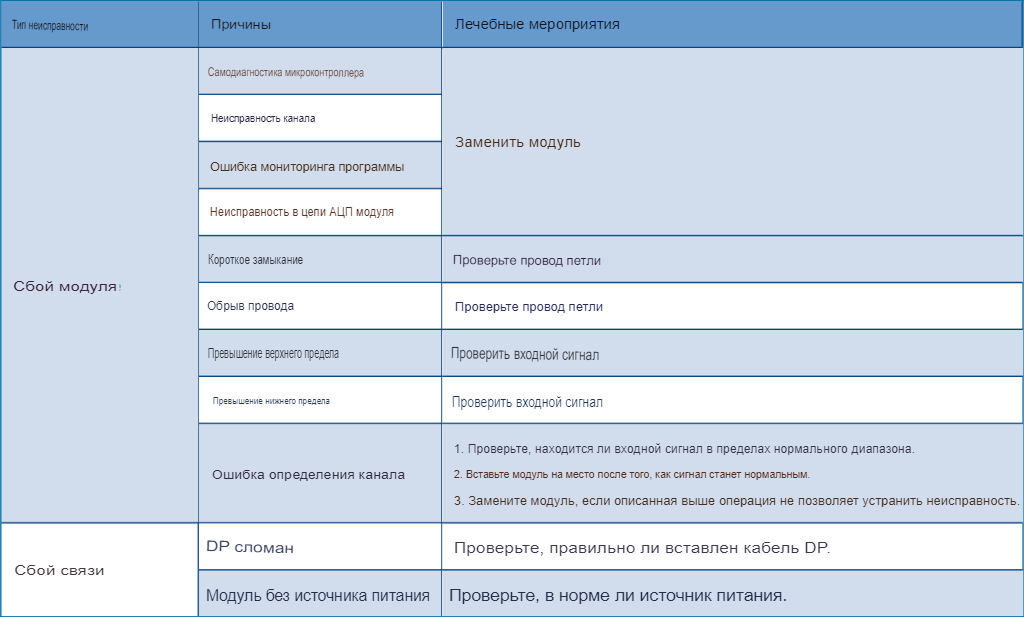 Тип неисправности
Причины
Лечебные мероприятия
Сбой модуля
Самодиагностика микроконтроллера
Заменить модуль
Неисправность канала
Ошибка мониторинга программы
Неисправность в цепи АЦП модуля
Короткое замыкание
Проверьте провод петли
Обрыв провода
Проверьте провод петли
Превышение верхнего предела
Проверить входной сигнал
Превышение нижнего предела
Проверить входной сигнал
Ошибка определения канала
1. Проверьте, находится ли входной сигнал в пределах нормального диапазона.
2. Вставьте модуль на место после того, как сигнал станет нормальным.
3. Замените модуль, если описанная выше операция не позволяет устранить неисправность.
Сбой связи
DP сломан
Проверьте, правильно ли вставлен кабель DP.
Модуль без источника питания
Проверьте, в норме ли источник питания.